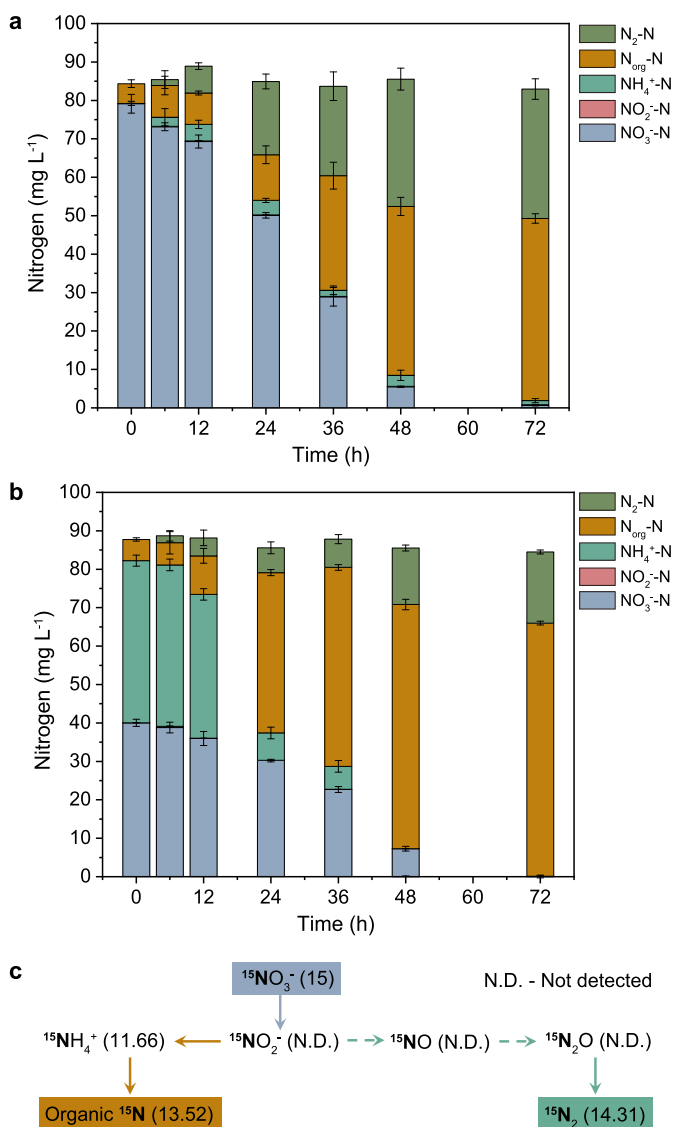 a
100
90
80
70
60
50
40
30
20
10
0
Nitrogen (mg L⁻¹)
0 12 24 36 48 60 72
Time (h)
N₂-N
Norg-N
NH₄⁺-N
NO₂⁻-N
NO₃⁻-N
b
100
90
80
70
60
50
40
30
20
10
0
Nitrogen (mg L⁻¹)
0 12 24 36 48 60 72
Time (h)
N₂-N
Norg-N
NH₄⁺-N
NO₂⁻-N
NO₃⁻-N
c
¹⁵NO₃⁻ (15)
N.D. - Not detected
¹⁵NH₄⁺ (11.66) ¹⁵NO₂⁻ (N.D.) ¹⁵NO (N.D.) ¹⁵N₂O (N.D.)
Organic ¹⁵N (13.52) ¹⁵N₂ (14.31)